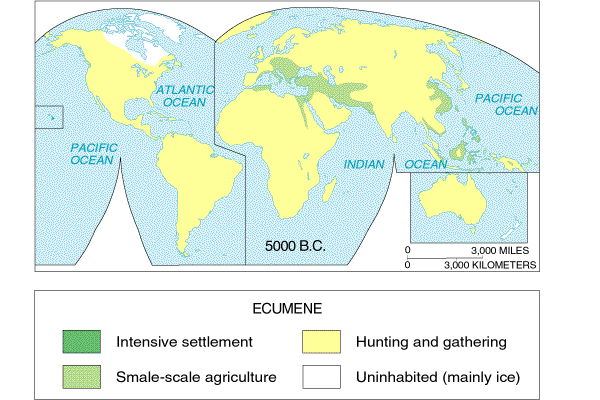 ATLANTIC
OCEAN
PACIFIC
OCEAN
PACIFIC
OCEAN
INDIAN OCEAN
5000 B.C.
0 3,000 MILES
0 3,000 KILOMETERS
ECUMENE
Intensive settlement
Hunting and gathering
Smale-scale agriculture
Uninhabited (mainly ice)